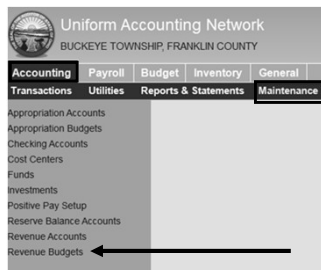 Uniform Accounting Network
BUCKEYE TOWNSHIP, FRANKLIN COUNTY
Accounting Payroll Budget Inventory General
Transactions Utilities Reports & Statements Maintenance
Appropriation Accounts
Appropriation Budgets
Checking Accounts
Cost Centers
Funds
Investments
Positive Pay Setup
Reserve Balance Accounts
Revenue Accounts
Revenue Budgets